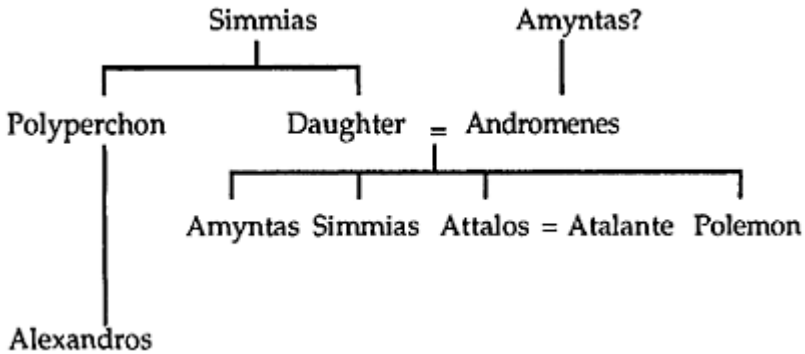 Simmias Amyntas?
Polyperchon Daughter = Andromenes
Amyntas Simmias Attalos = Atalante Polemon
Alexandros